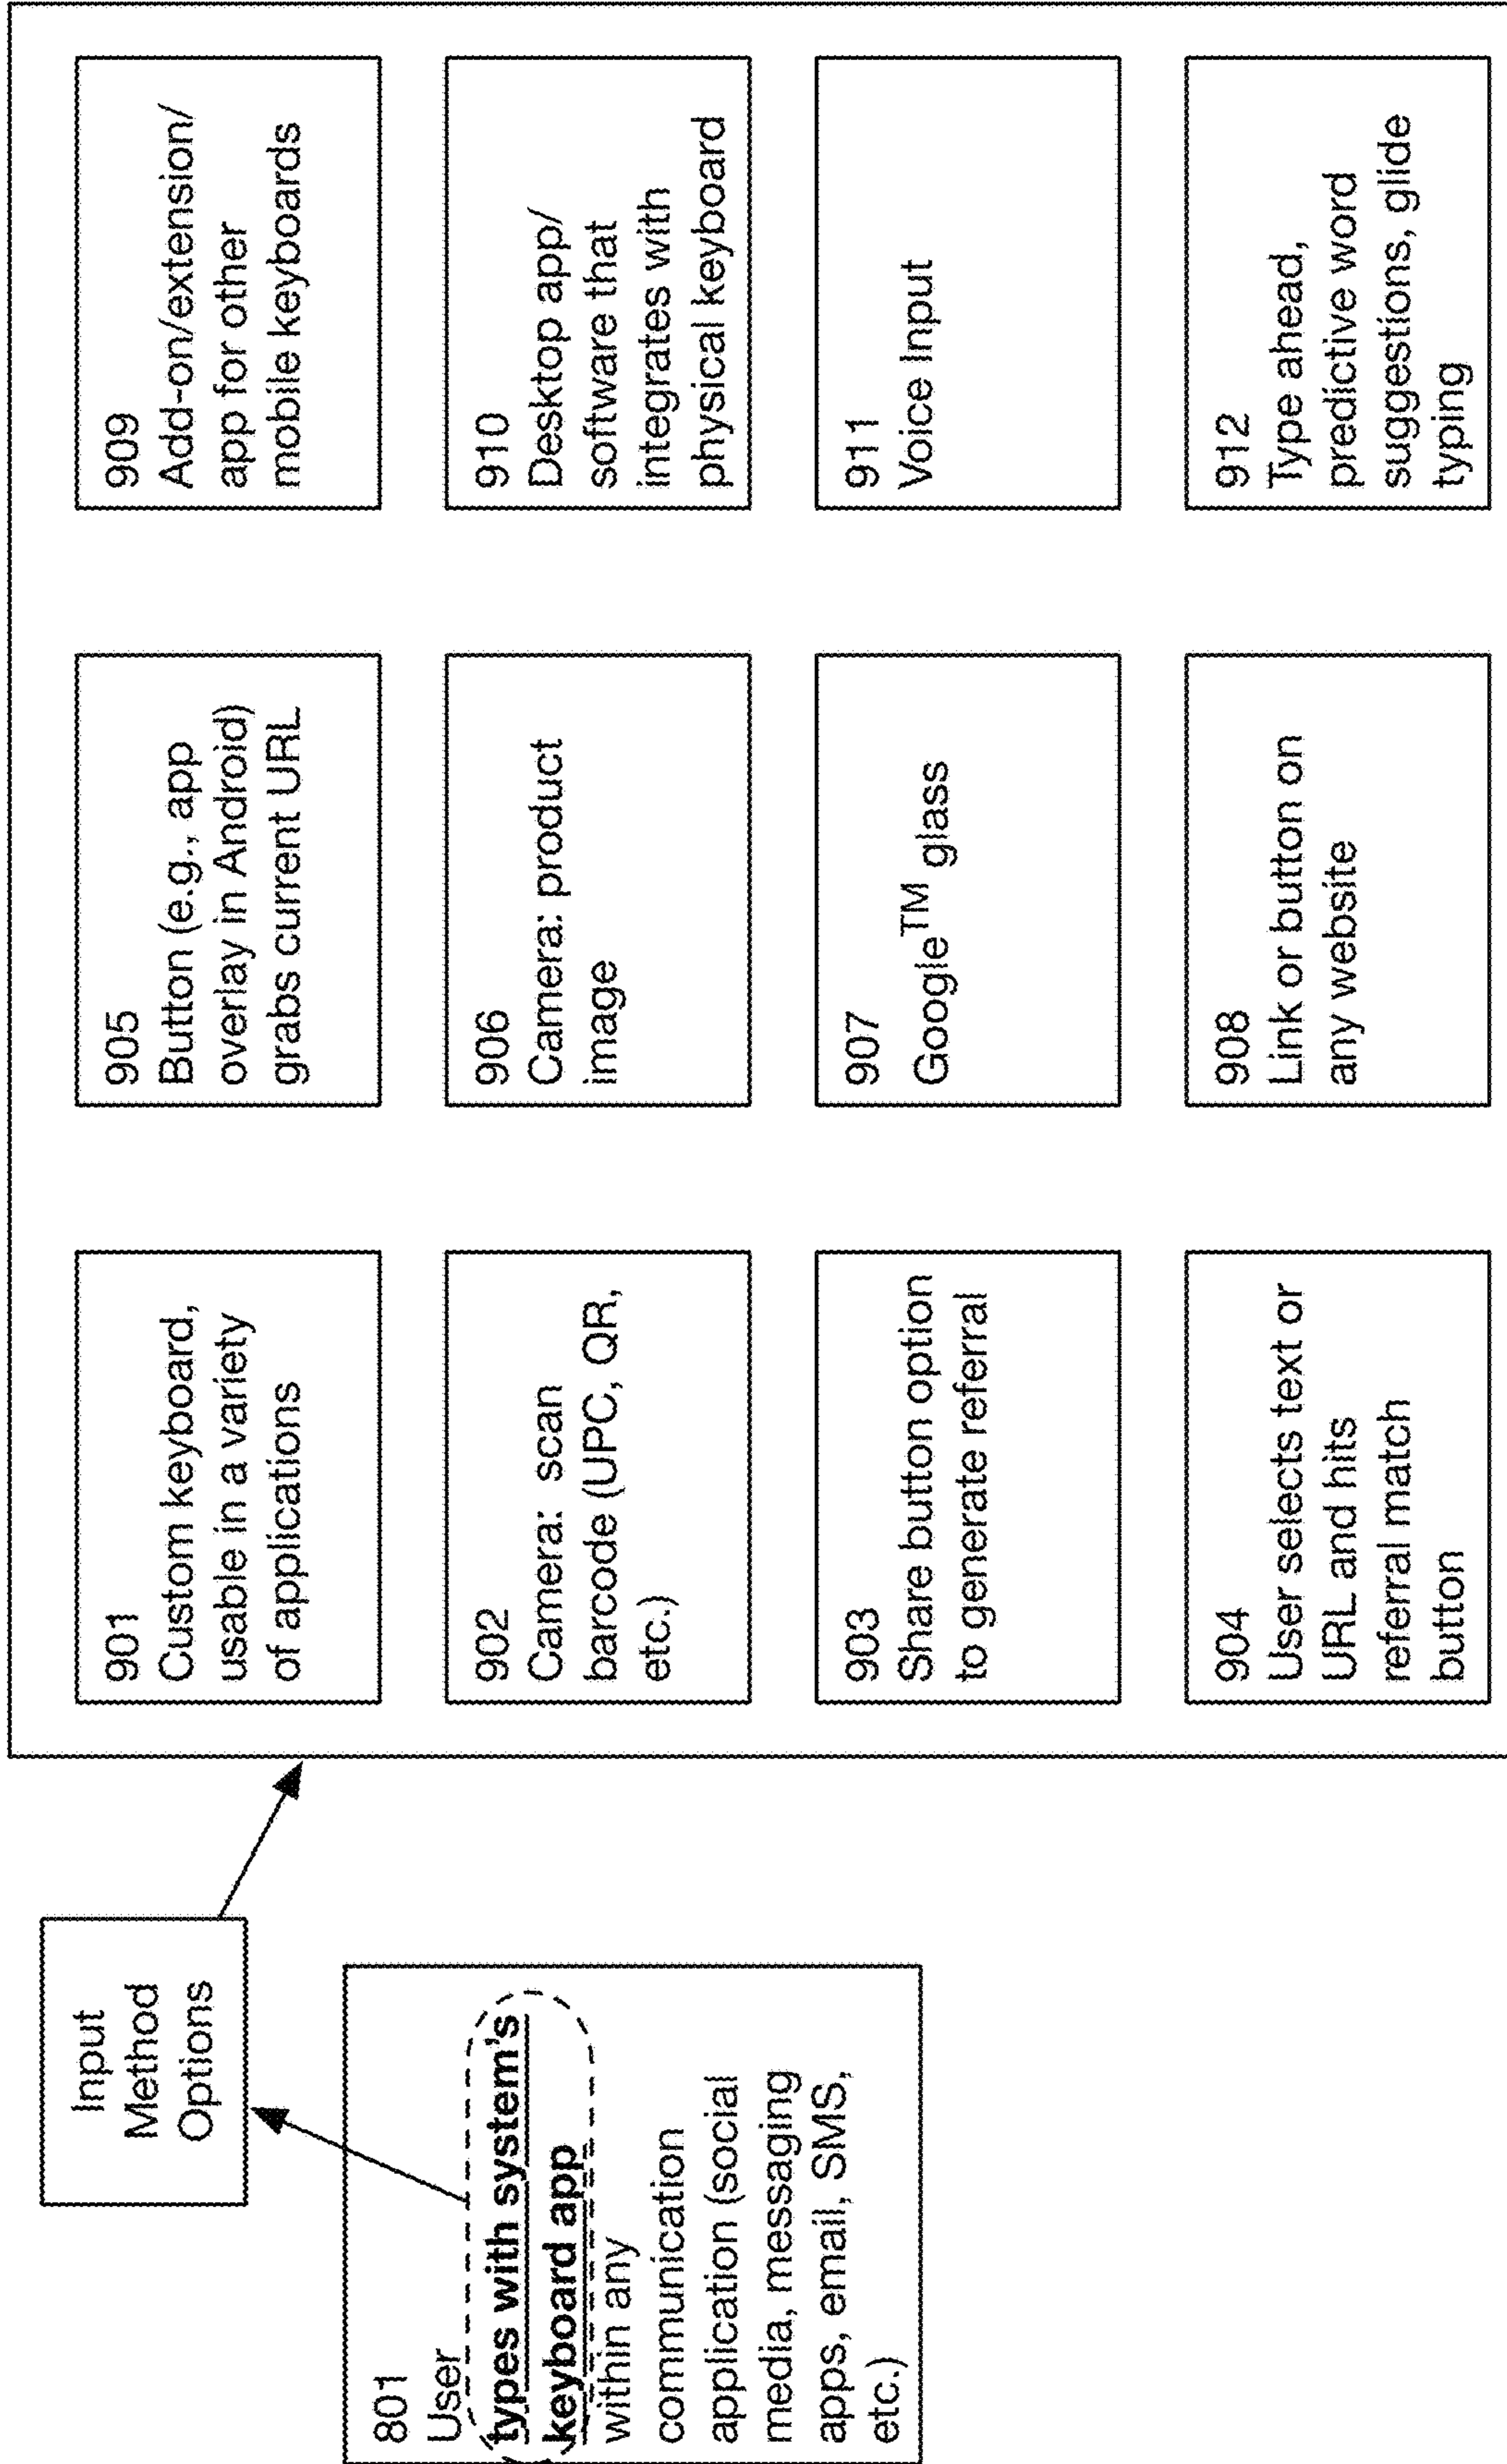 Input
Method
Options
801
User
types with system's
keyboard app
within any
communication
application (social
media, messaging
apps, email, SMS,
etc.)
901
Custom keyboard,
usable in a variety
of applications
902
Camera: scan
barcode (UPC, QR,
etc.)
903
Share button option
to generate referral
904
User selects text or
URL and hits
referral match
button
905
Button (e.g., app
overlay in Android)
grabs current URL
906
Camera: product
image
907
Google™ glass
908
Link or button on
any website
909
Add-on/extension/
app for other
mobile keyboards
910
Desktop app/
software that
integrates with
physical keyboard
911
Voice Input
912
Type ahead,
predictive word
suggestions, glide
typing